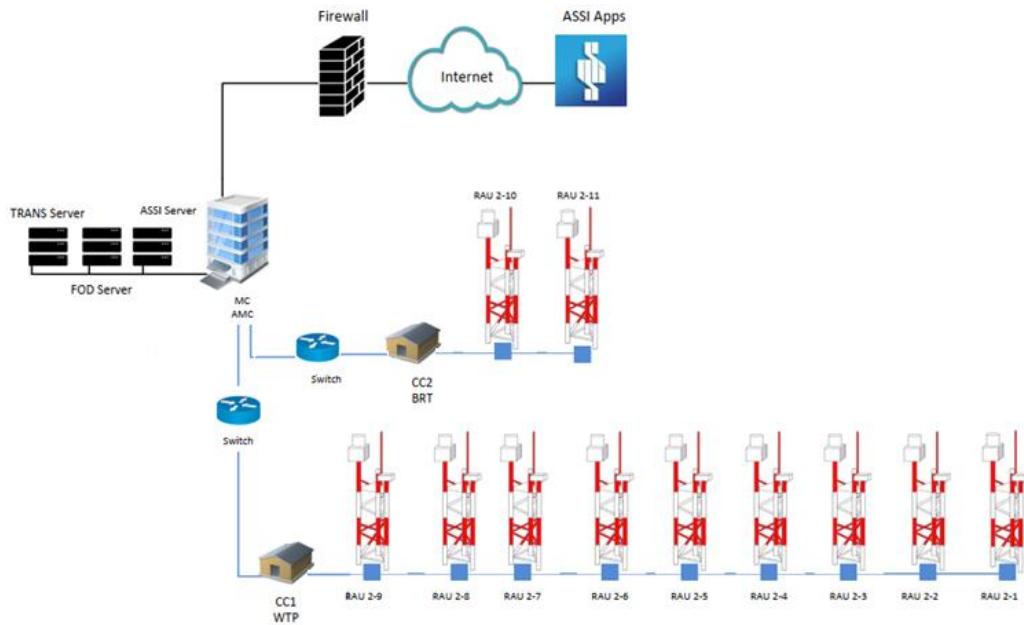 Firewall
ASSI Apps
Internet
RAU 2-10
RAU 2-11
TRANS Server
ASSI Server
FOD Server
MC
AMC
Switch
CC2
BRT
Switch
CC1
WTP
RAU 2-9
RAU 2-8
RAU 2-7
RAU 2-6
RAU 2-5
RAU 2-4
RAU 2-3
RAU 2-2
RAU 2-1